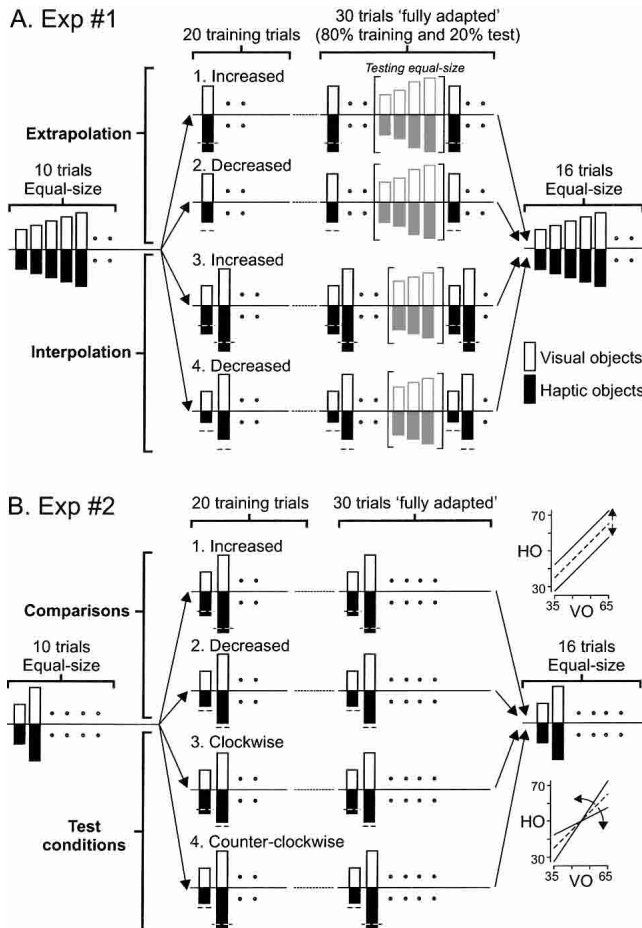 A. Exp #1
20 training trials
30 trials 'fully adapted'
(80% training and 20% test)
1. Increased
Testing equal-size
Extrapolation
2. Decreased
10 trials
Equal-size
16 trials
Equal-size
3. Increased
Interpolation
Visual objects
4. Decreased
Haptic objects
B. Exp #2
20 training trials
30 trials 'fully adapted'
1. Increased
70
HO
30
35 VO 65
Comparisons
2. Decreased
10 trials
Equal-size
16 trials
Equal-size
3. Clockwise
Test
conditions
70
HO
30
35 VO 65
4. Counter-clockwise